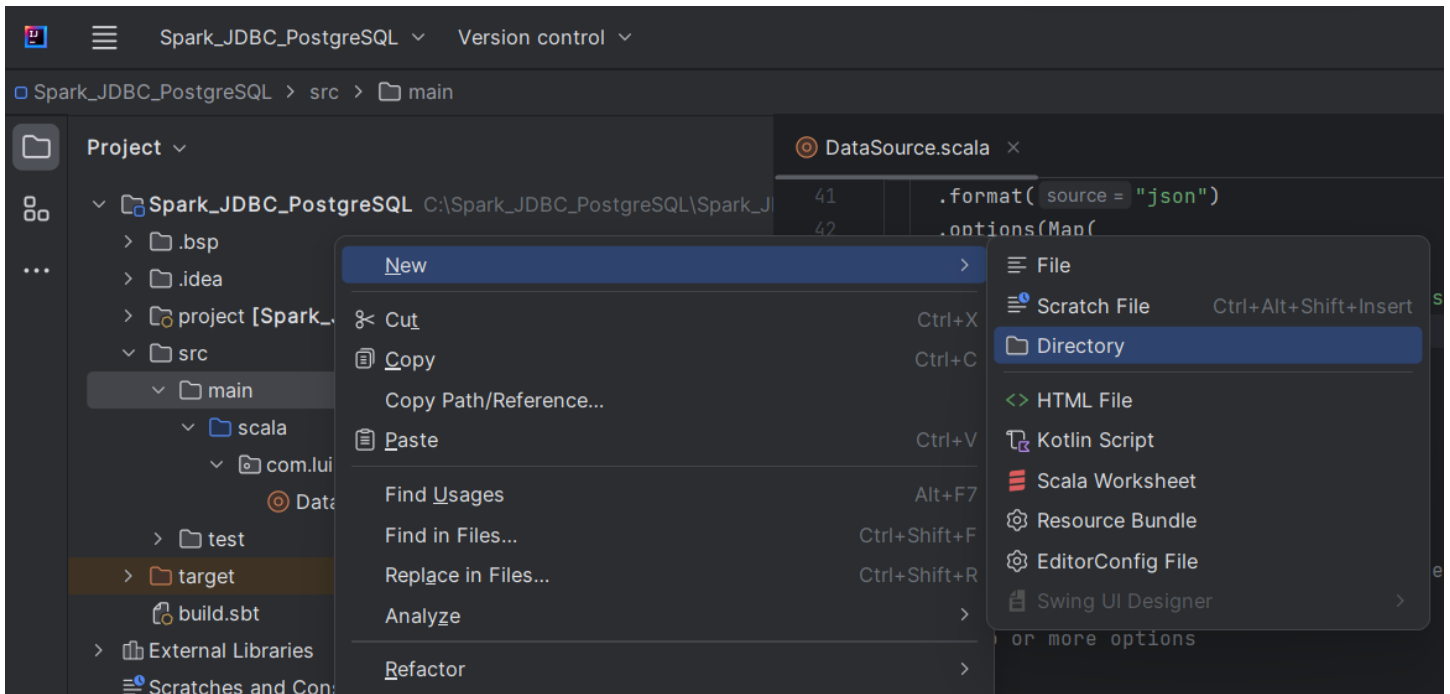 Spark_JDBC_PostgreSQL Version control
Spark_JDBC_PostgreSQL > src > main
Project
Spark_JDBC_PostgreSQL C:\Spark_JDBC_PostgreSQL\Spark_J
.bsp
.idea
project [Spark_
src
main
scala
com.lui
Data
test
target
build.sbt
External Libraries
Scratches and Con
DataSource.scala
41 .format( source = "json")
42 .options(Map(
New
Cut Ctrl+X
Copy Ctrl+C
Copy Path/Reference...
Paste Ctrl+V
Find Usages Alt+F7
Find in Files... Ctrl+Shift+F
Replace in Files... Ctrl+Shift+R
Analyze
Refactor
File
Scratch File Ctrl+Alt+Shift+Insert
Directory
HTML File
Kotlin Script
Scala Worksheet
Resource Bundle
EditorConfig File
Swing UI Designer
s
e
or more options